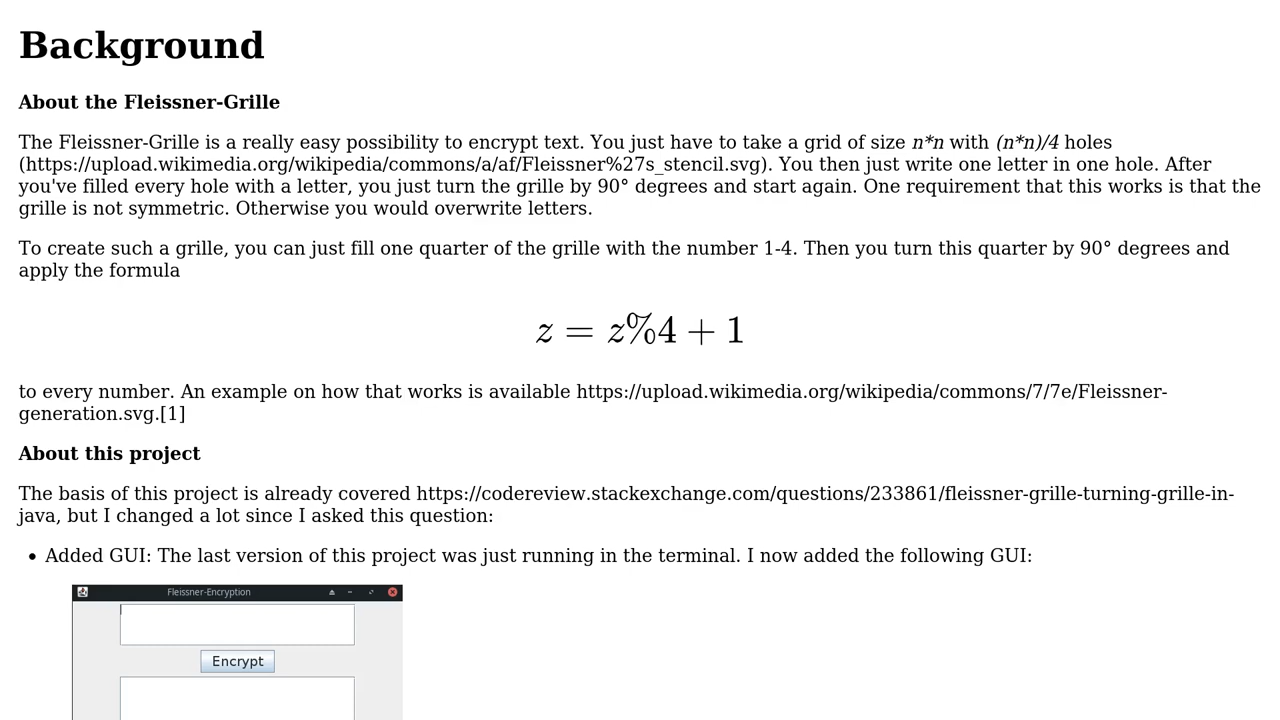 Background
About the Fleissner-Grille
The Fleissner-Grille is a really easy possibility to encrypt text. You just have to take a grid of size n*n with (n*n)/4 holes
(https://upload.wikimedia.org/wikipedia/commons/a/af/Fleissner%27s_stencil.svg). You then just write one letter in one hole. After
you've filled every hole with a letter, you just turn the grille by 90° degrees and start again. One requirement that this works is that the
grille is not symmetric. Otherwise you would overwrite letters.
To create such a grille, you can just fill one quarter of the grille with the number 1-4. Then you turn this quarter by 90° degrees and
apply the formula
z = z%4 + 1
to every number. An example on how that works is available https://upload.wikimedia.org/wikipedia/commons/7/7e/Fleissner-
generation.svg.[1]
About this project
The basis of this project is already covered https://codereview.stackexchange.com/questions/233861/fleissner-grille-turning-grille-in-
java, but I changed a lot since I asked this question:
• Added GUI: The last version of this project was just running in the terminal. I now added the following GUI:
Fleissner-Encryption
Encrypt